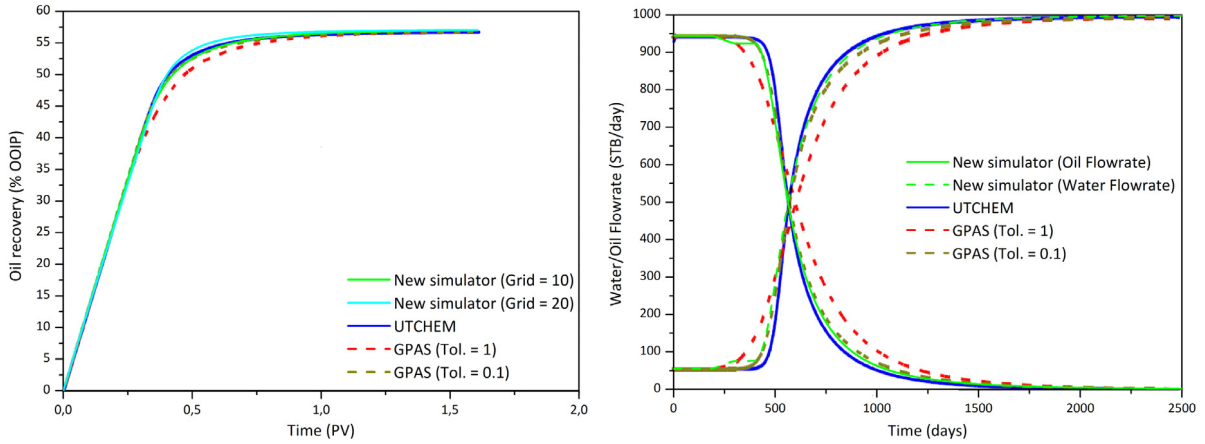 60
55
50
45
40
35
30
25
20
15
10
5
0
Oil recovery (% OOIP)
New simulator (Grid = 10)
New simulator (Grid = 20)
UTCHEM
GPAS (Tol. = 1)
GPAS (Tol. = 0.1)
0,0 0,5 1,0 1,5 2,0
Time (PV)
1000
900
800
700
600
500
400
300
200
100
0
Water/Oil Flowrate (STB/day)
New simulator (Oil Flowrate)
New simulator (Water Flowrate)
UTCHEM
GPAS (Tol. = 1)
GPAS (Tol. = 0.1)
0 500 1000 1500 2000 2500
Time (days)